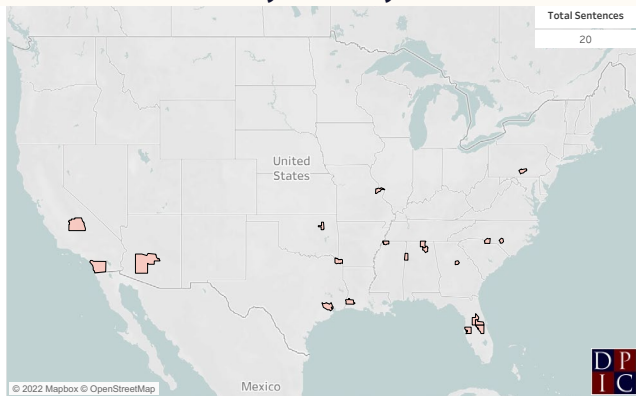 Total Sentences
20
United
States
Mexico
© 2022 Mapbox © OpenStreetMap
D P
I C